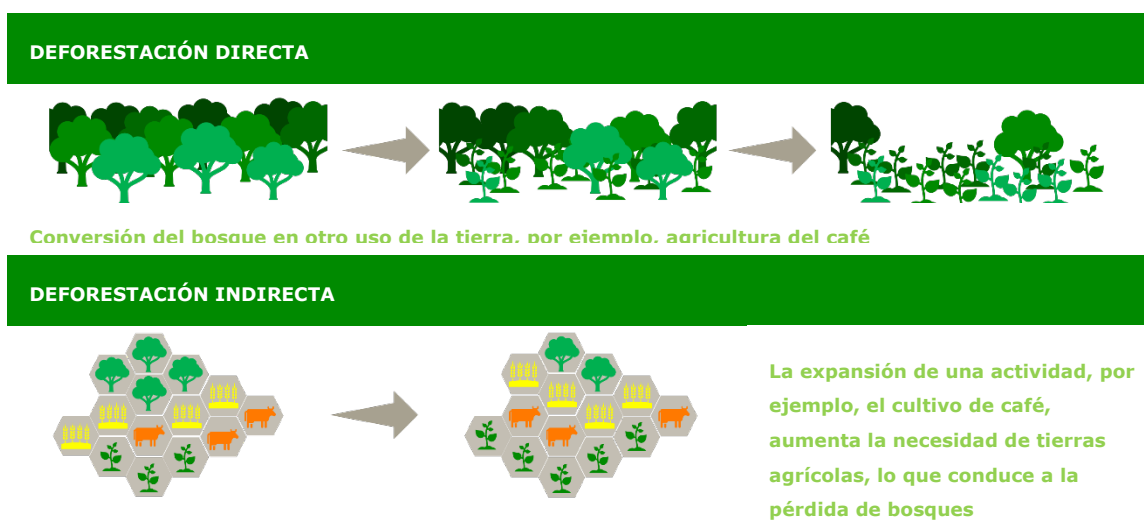 DEFORESTACIÓN DIRECTA
Conversión del bosque en otro uso de la tierra, por ejemplo, agricultura del café
DEFORESTACIÓN INDIRECTA
La expansión de una actividad, por
ejemplo, el cultivo de café,
aumenta la necesidad de tierras
agrícolas, lo que conduce a la
pérdida de bosques